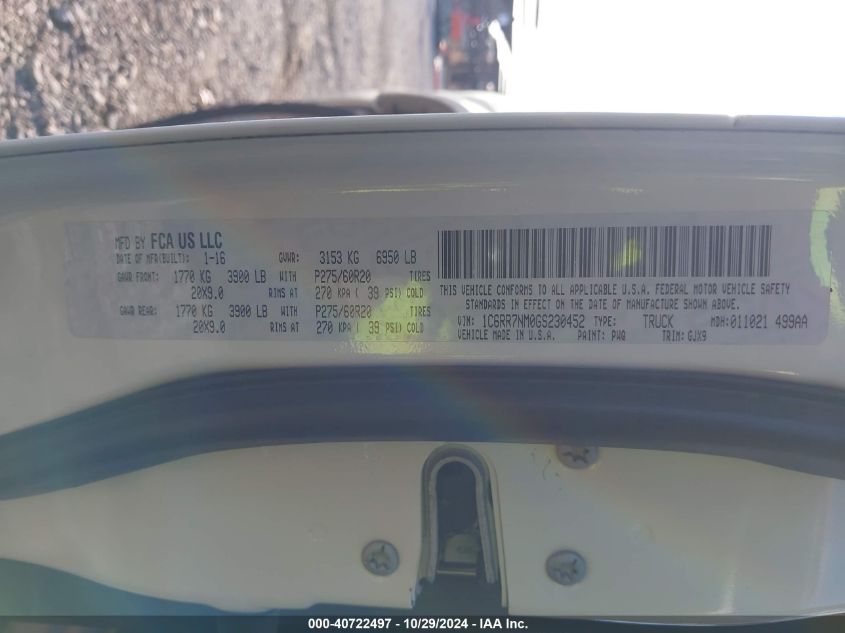 MFD BY FCA US LLC
DATE OF MFR(BUILT): 1-16 GVWR: 3153 KG 6950 LB
GAWR FRONT: 1770 KG 3900 LB WITH P275/60R20 TIRES
20X9.0 RIMS AT 270 KPA ( 39 PSI) COLD
GAWR REAR: 1770 KG 3900 LB WITH P275/60R20 TIRES
20X9.0 RIMS AT 270 KPA ( 39 PSI) COLD
THIS VEHICLE CONFORMS TO ALL APPLICABLE U.S.A. FEDERAL MOTOR VEHICLE SAFETY
STANDARDS IN EFFECT ON THE DATE OF MANUFACTURE SHOWN ABOVE.
VIN: 1C6RR7NM0GS230452 TYPE: TRUCK MDH: 011021 499AA
VEHICLE MADE IN U.S.A. PAINT: PWQ TRIM: GJX9
000-40722497 - 10/29/2024 - IAA Inc.